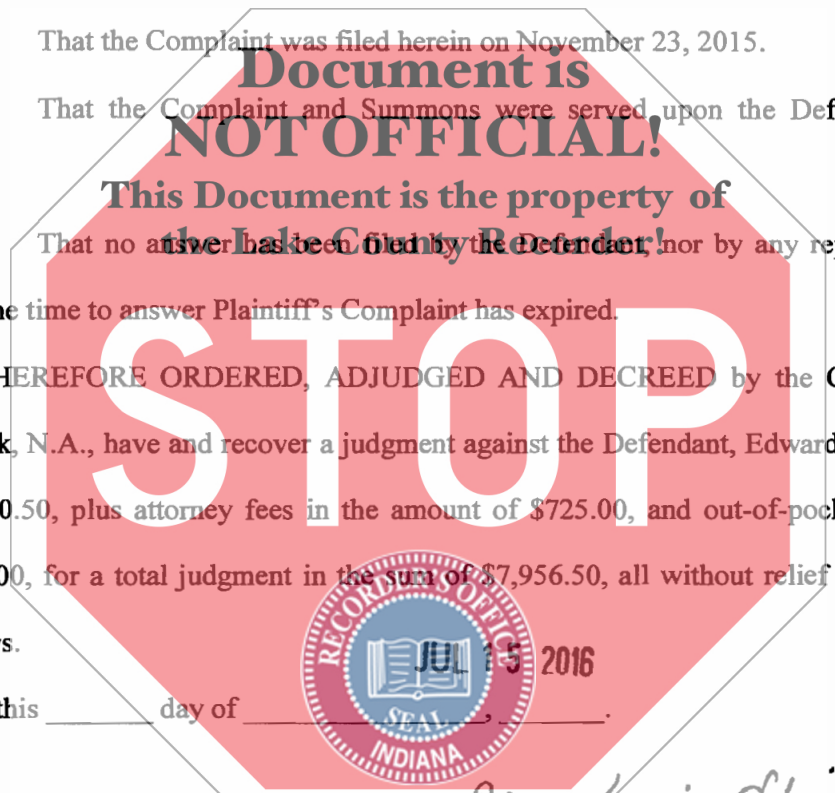 That the Complaint was filed herein on November 23, 2015.
Document is
That the Complaint and Summons were served upon the Def
NOT OFFICIAL!
This Document is the property of
the Lake County Recorder!
That no answer has been filed by the Defendant, nor by any rep
e time to answer Plaintiff's Complaint has expired.
STOP
HEREFORE ORDERED, ADJUDGED AND DECREED by the C
k, N.A., have and recover a judgment against the Defendant, Edward
0.50, plus attorney fees in the amount of $725.00, and out-of-pock
00, for a total judgment in the sum of $7,956.50, all without relief
s.
RECORDER'S OFFICE
JUL 15 2016
this ________ day of ____________________, _________.
SEAL
INDIANA